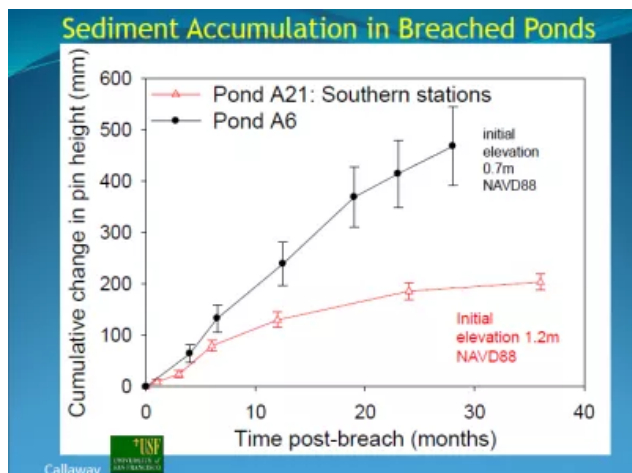 Sediment Accumulation in Breached Ponds
Cumulative change in pin height (mm)
600
500
400
300
200
100
0
Pond A21: Southern stations
Pond A6
initial
elevation
0.7m
NAVD88
Initial
elevation 1.2m
NAVD88
0
10
20
30
40
Time post-breach (months)
Callaway
USF
UNIVERSITY of
SAN FRANCISCO